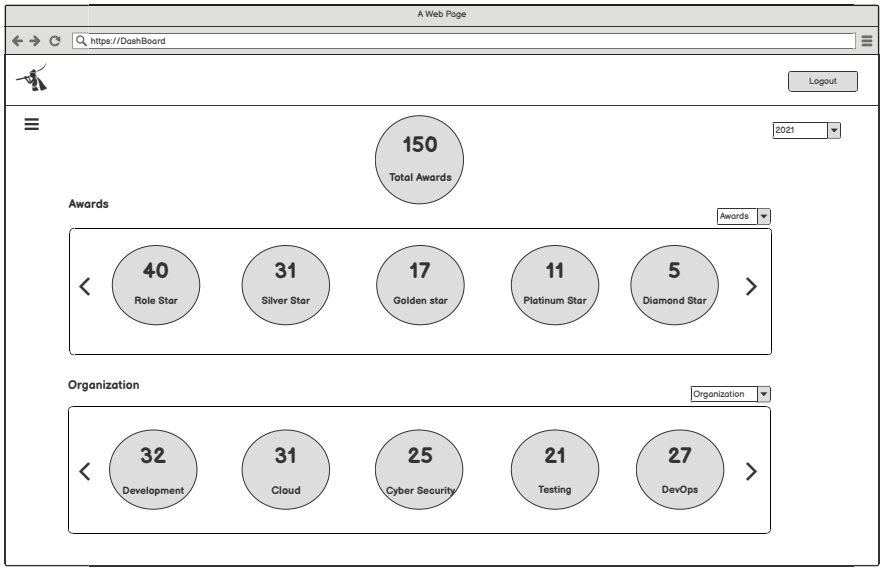 A Web Page
https://DashBoard
Logout
2021
150
Total Awards
Awards
Awards
40
Role Star
31
Silver Star
17
Golden star
11
Platinum Star
5
Diamond Star
Organization
Organization
32
Development
31
Cloud
25
Cyber Security
21
Testing
27
DevOps